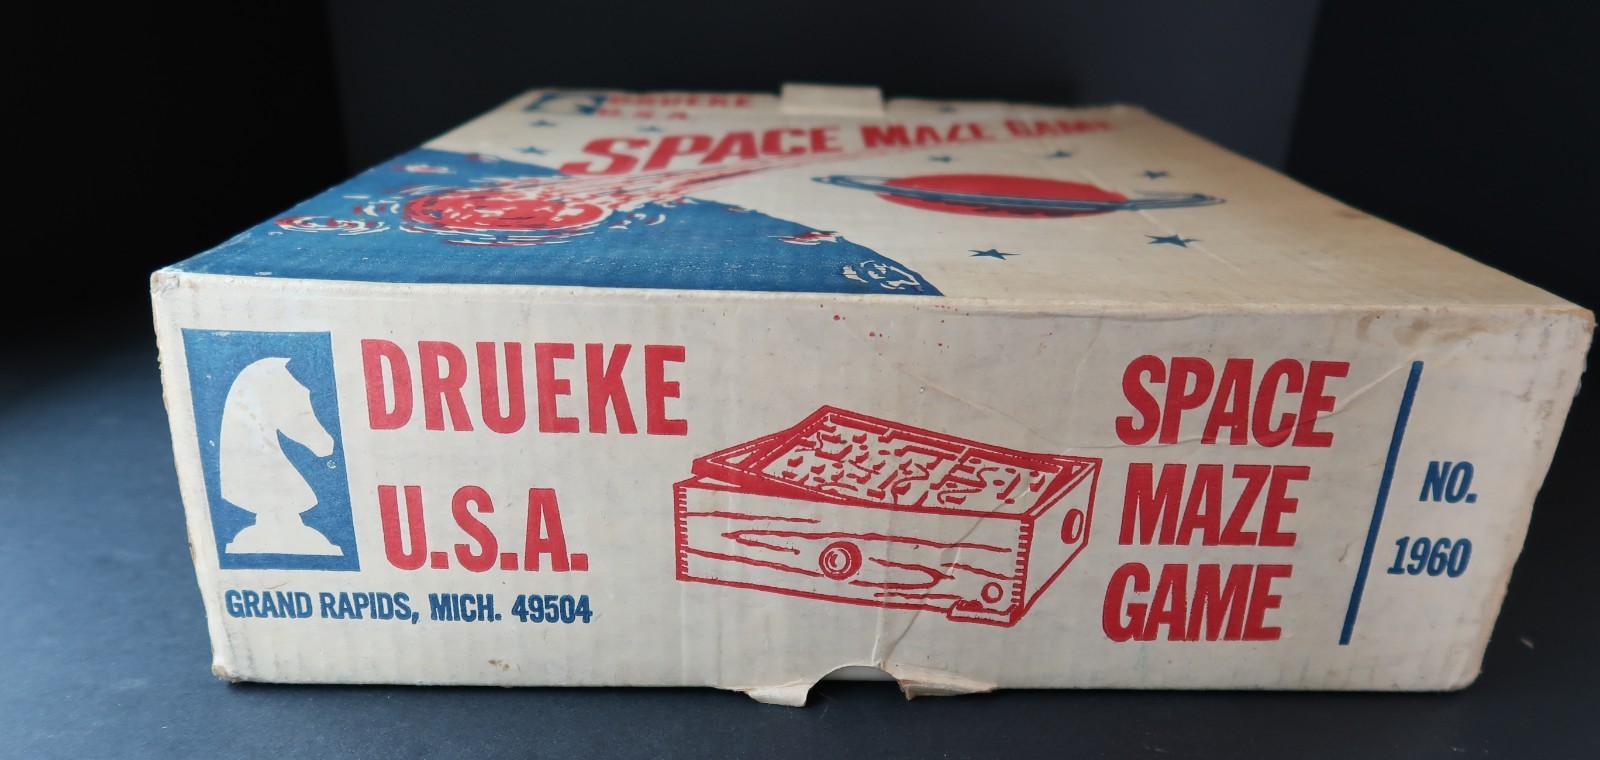 DRUEKE
U.S.A.
SPACE MAZE GAME
DRUEKE
U.S.A.
GRAND RAPIDS, MICH. 49504
SPACE
MAZE
GAME
NO.
1960